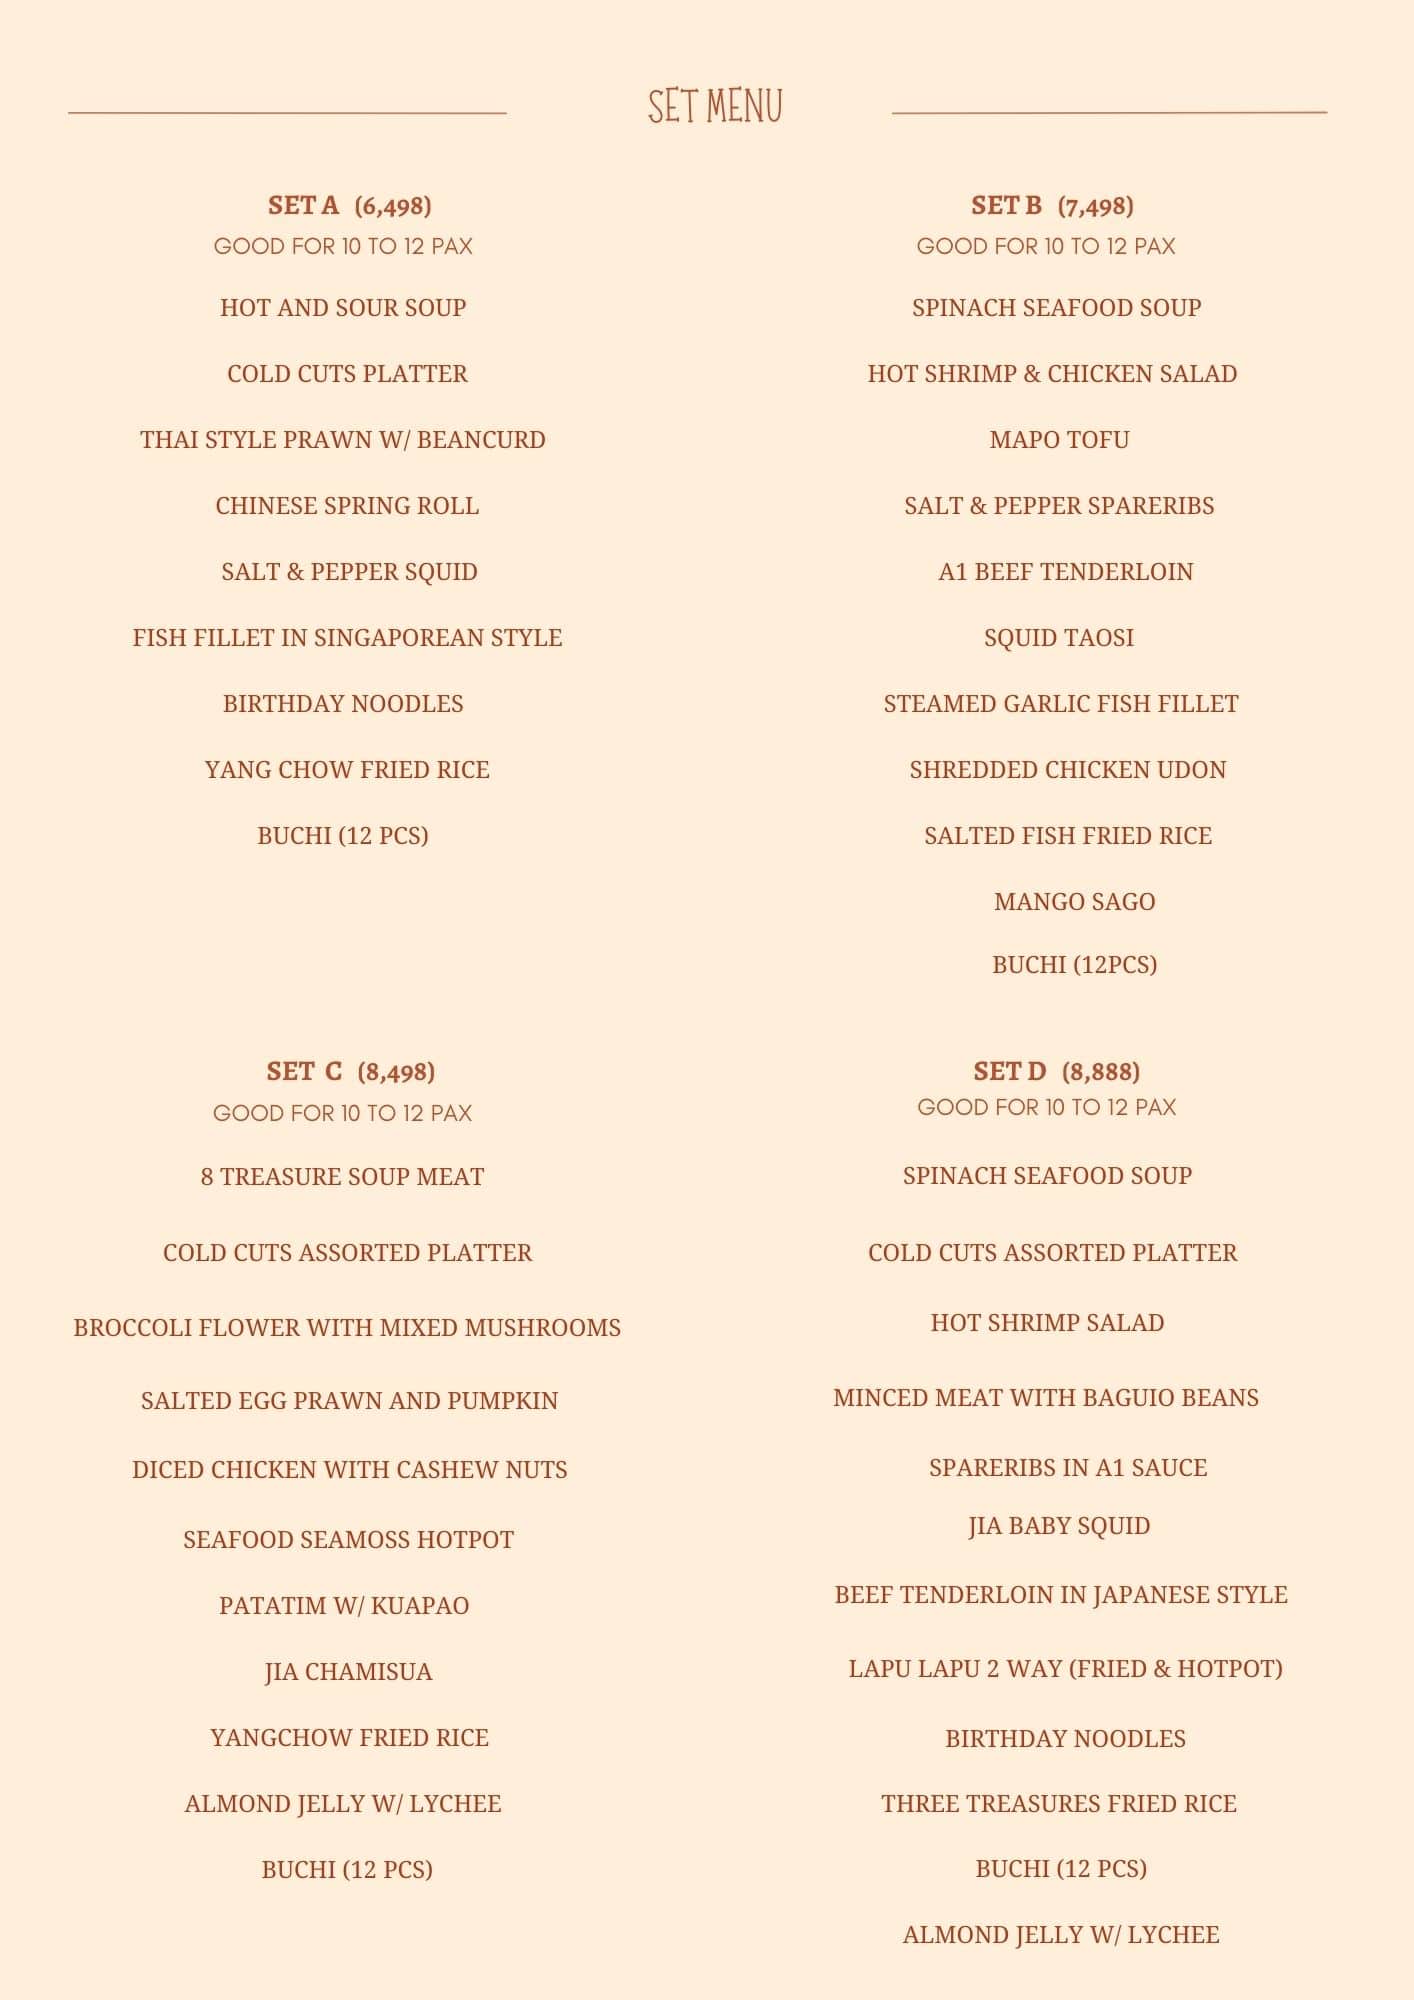 SET MENU
SET A (6,498)
GOOD FOR 10 TO 12 PAX
HOT AND SOUR SOUP
COLD CUTS PLATTER
THAI STYLE PRAWN W/ BEANCURD
CHINESE SPRING ROLL
SALT & PEPPER SQUID
FISH FILLET IN SINGAPOREAN STYLE
BIRTHDAY NOODLES
YANG CHOW FRIED RICE
BUCHI (12 PCS)
SET B (7,498)
GOOD FOR 10 TO 12 PAX
SPINACH SEAFOOD SOUP
HOT SHRIMP & CHICKEN SALAD
MAPO TOFU
SALT & PEPPER SPARERIBS
A1 BEEF TENDERLOIN
SQUID TAOSI
STEAMED GARLIC FISH FILLET
SHREDDED CHICKEN UDON
SALTED FISH FRIED RICE
MANGO SAGO
BUCHI (12PCS)
SET C (8,498)
GOOD FOR 10 TO 12 PAX
8 TREASURE SOUP MEAT
COLD CUTS ASSORTED PLATTER
BROCCOLI FLOWER WITH MIXED MUSHROOMS
SALTED EGG PRAWN AND PUMPKIN
DICED CHICKEN WITH CASHEW NUTS
SEAFOOD SEAMOSS HOTPOT
PATATIM W/ KUAPAO
JIA CHAMISUA
YANGCHOW FRIED RICE
ALMOND JELLY W/ LYCHEE
BUCHI (12 PCS)
SET D (8,888)
GOOD FOR 10 TO 12 PAX
SPINACH SEAFOOD SOUP
COLD CUTS ASSORTED PLATTER
HOT SHRIMP SALAD
MINCED MEAT WITH BAGUIO BEANS
SPARERIBS IN A1 SAUCE
JIA BABY SQUID
BEEF TENDERLOIN IN JAPANESE STYLE
LAPU LAPU 2 WAY (FRIED & HOTPOT)
BIRTHDAY NOODLES
THREE TREASURES FRIED RICE
BUCHI (12 PCS)
ALMOND JELLY W/ LYCHEE